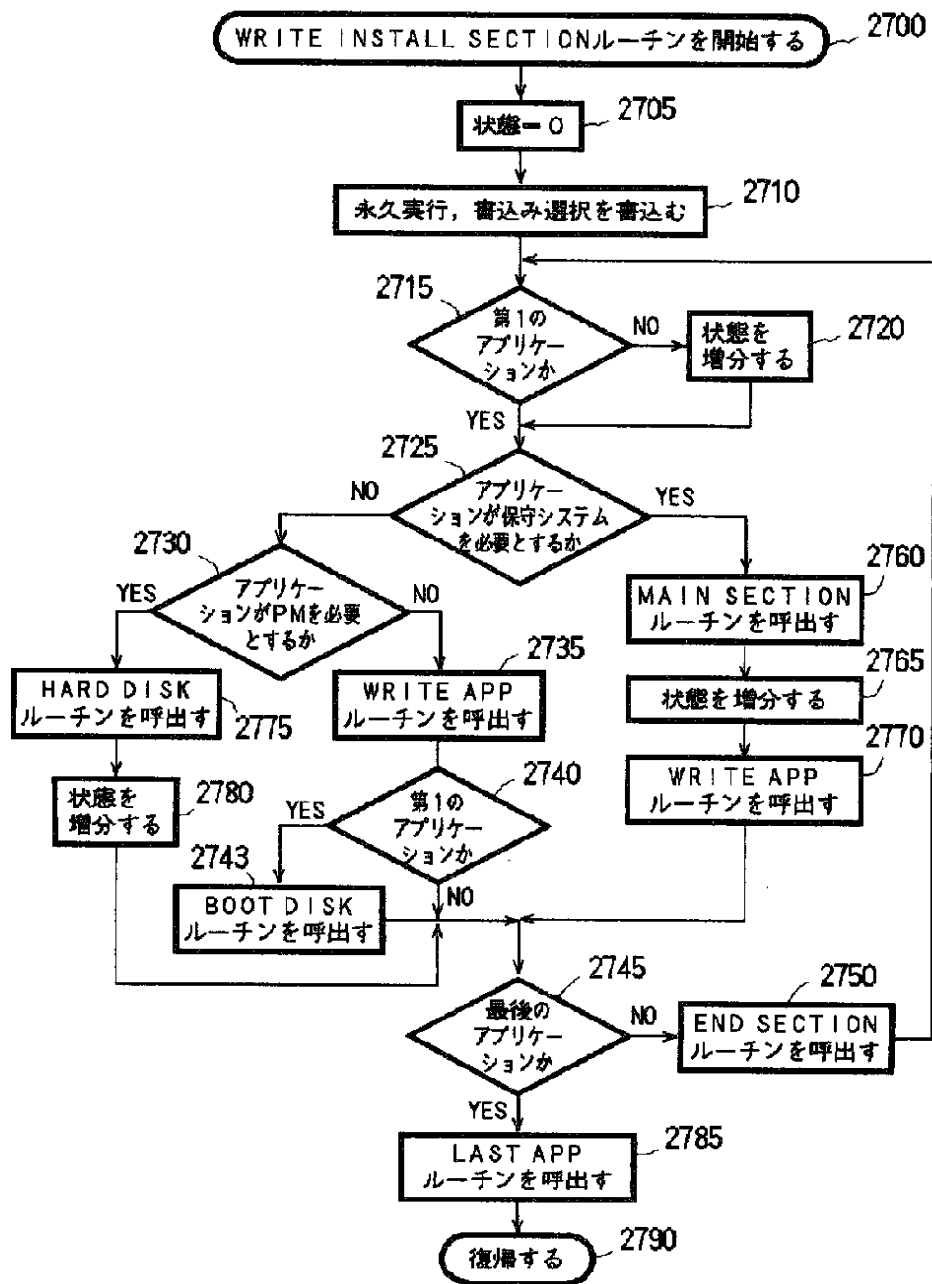 WRITE INSTALL SECTIONルーチンを開始する
2700
状態=0
2705
永久実行,書込み選択を書込む
2710
2715
第1の
アプリケー
ションか
NO
状態を
増分する
2720
YES
2725
アプリケー
ションが保守システム
を必要とするか
NO
YES
2730
アプリケー
ションがPMを必要
とするか
YES
NO
MAIN SECTION
ルーチンを呼出す
2760
HARD DISK
ルーチンを呼出す
2775
WRITE APP
ルーチンを呼出す
2735
状態を増分する
2765
WRITE APP
ルーチンを呼出す
2770
状態を
増分する
2780
第1の
アプリケー
ションか
2740
YES
NO
2743
BOOT DISK
ルーチンを呼出す
最後の
アプリケー
ションか
2745
NO
END SECTION
ルーチンを呼出す
2750
YES
LAST APP
ルーチンを呼出す
2785
復帰する
2790